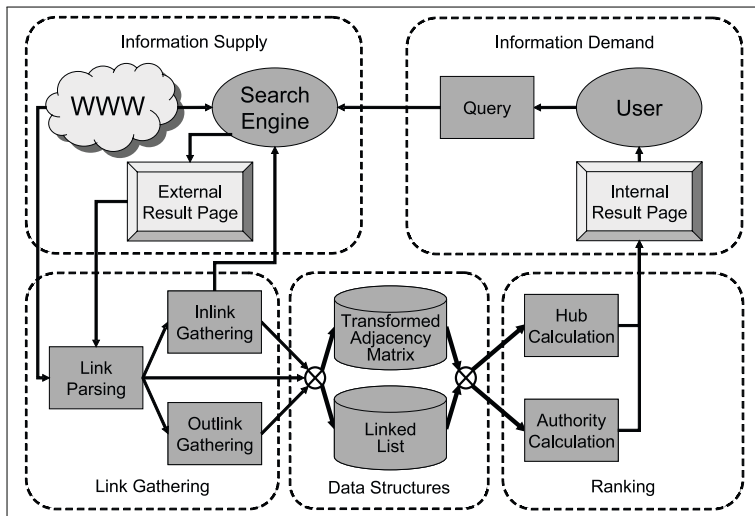 Information Supply
Information Demand
WWW
Search
Engine
Query
User
External
Result Page
Internal
Result Page
Inlink
Gathering
Transformed
Adjacency
Matrix
Hub
Calculation
Link
Parsing
Outlink
Gathering
Linked
List
Authority
Calculation
Link Gathering
Data Structures
Ranking